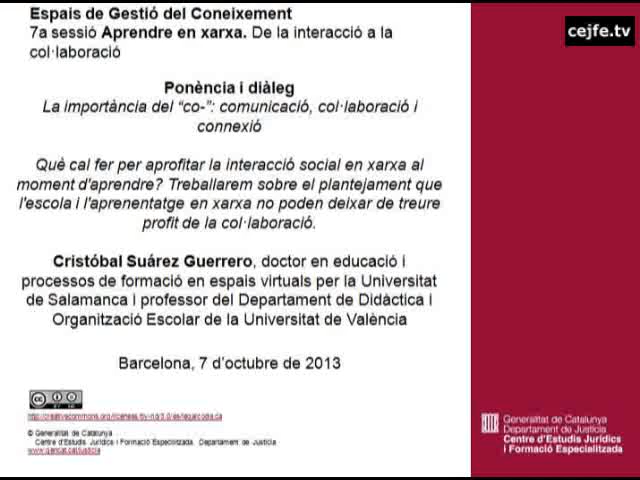 Espais de Gestió del Coneixement
7a sessió Aprendre en xarxa. De la interacció a la
col·laboració
cejfe.tv
Ponència i diàleg
La importància del “co-”: comunicació, col·laboració i
connexió
Què cal fer per aprofitar la interacció social en xarxa al
moment d'aprendre? Treballarem sobre el plantejament que
l'escola i l'aprenentatge en xarxa no poden deixar de treure
profit de la col·laboració.
Cristóbal Suárez Guerrero, doctor en educació i
processos de formació en espais virtuals per la Universitat
de Salamanca i professor del Departament de Didàctica i
Organització Escolar de la Universitat de València
Barcelona, 7 d’octubre de 2013
© Generalitat de Catalunya
Centre d'Estudis Jurídics i Formació Especialitzada. Departament de Justícia
www.gencat.cat/justicia
Generalitat de Catalunya
Departament de Justícia
Centre d'Estudis Jurídics
i Formació Especialitzada